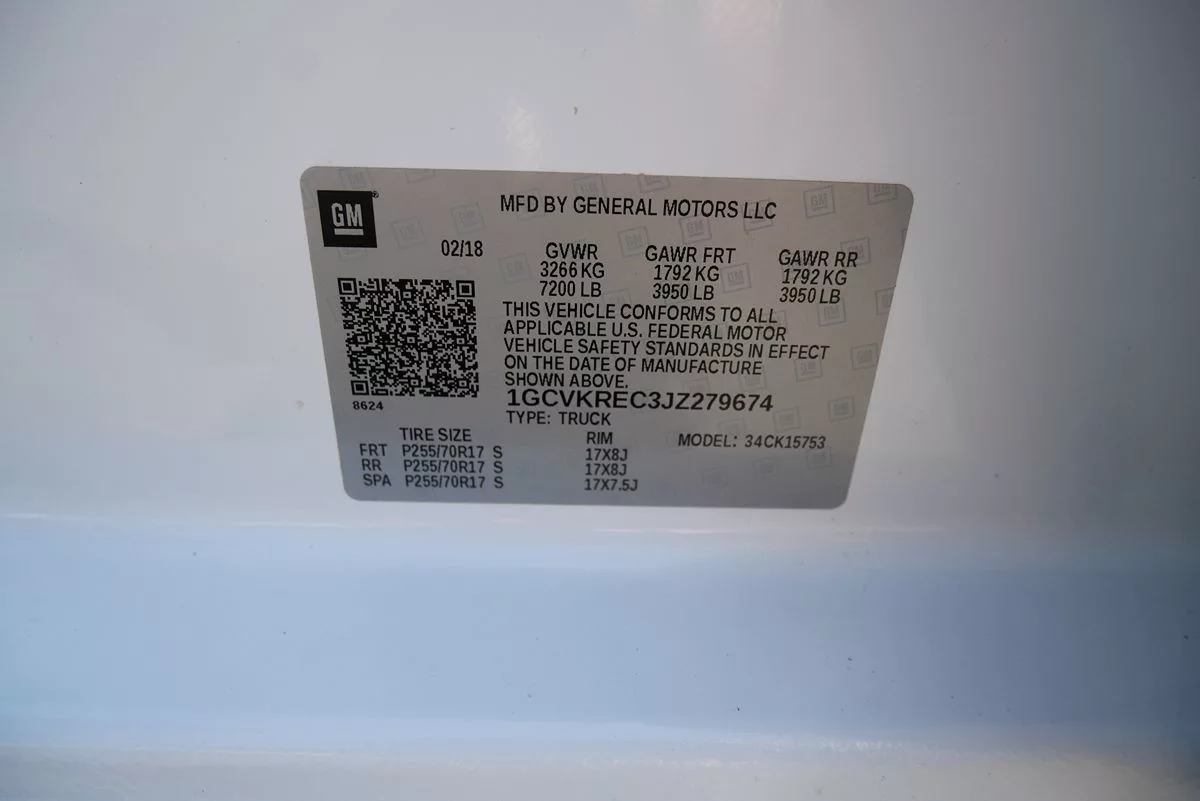 GM
MFD BY GENERAL MOTORS LLC
02/18 GVWR GAWR FRT GAWR RR
3266 KG 1792 KG 1792 KG
7200 LB 3950 LB 3950 LB
THIS VEHICLE CONFORMS TO ALL
APPLICABLE U.S. FEDERAL MOTOR
VEHICLE SAFETY STANDARDS IN EFFECT
ON THE DATE OF MANUFACTURE
SHOWN ABOVE.
8624
1GCVKREC3JZ279674
TYPE: TRUCK
TIRE SIZE RIM MODEL: 34CK15753
FRT P255/70R17 S 17X8J
RR P255/70R17 S 17X8J
SPA P255/70R17 S 17X7.5J